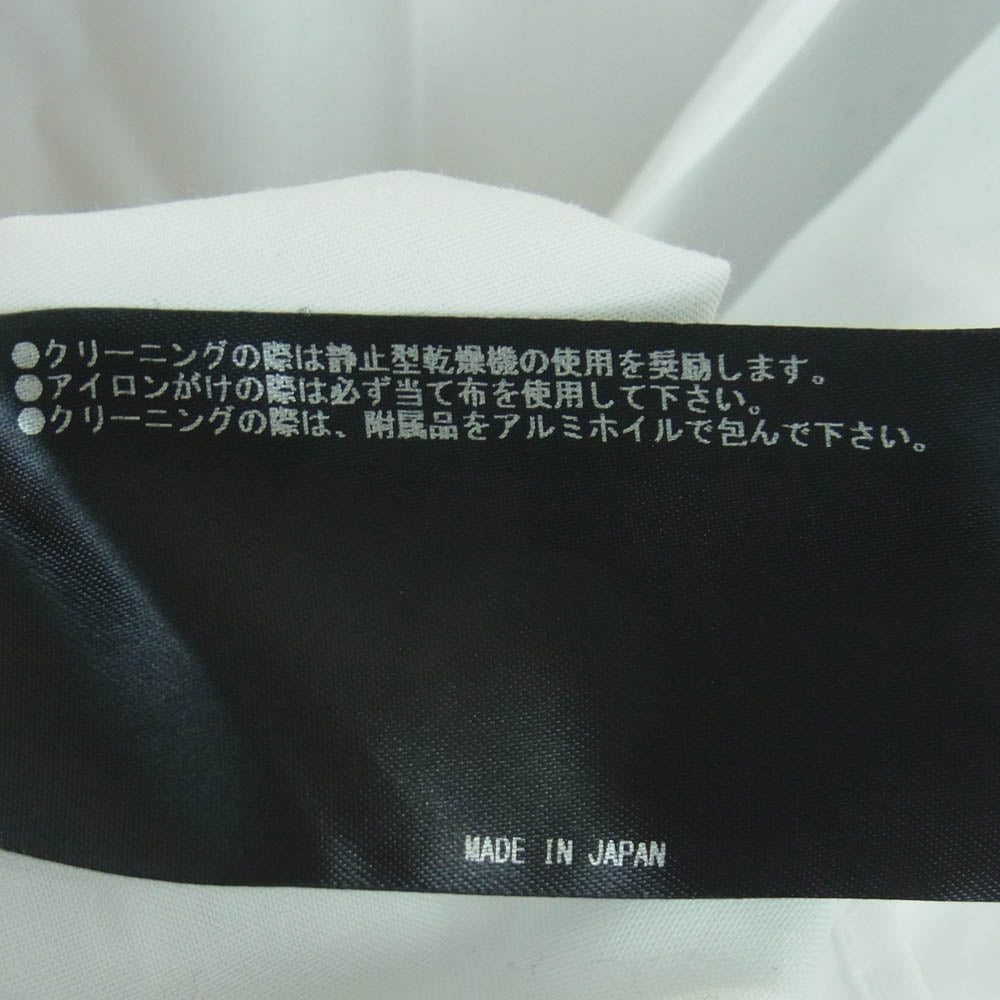 ●クリーニングの際は静止型乾燥機の使用を奨励します。
●アイロンがけの際は必ず当て布を使用して下さい。
●クリーニングの際は、附属品をアルミホイルで包んで下さい。
MADE IN JAPAN